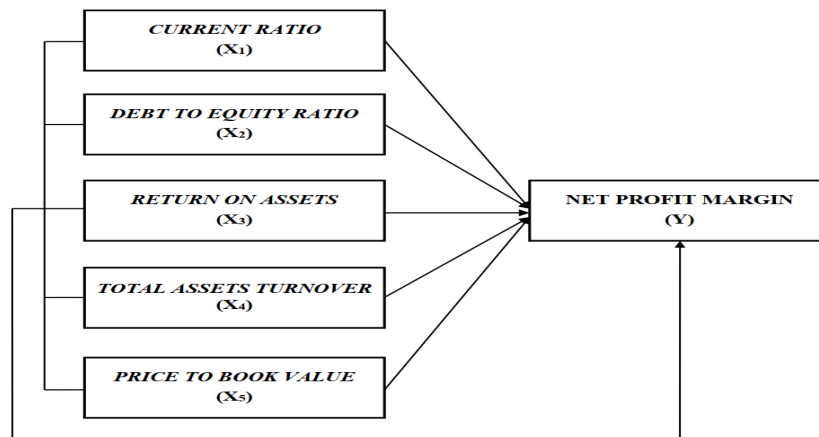 CURRENT RATIO
(X₁)
DEBT TO EQUITY RATIO
(X₂)
RETURN ON ASSETS
(X₃)
NET PROFIT MARGIN
(Y)
TOTAL ASSETS TURNOVER
(X₄)
PRICE TO BOOK VALUE
(X₅)